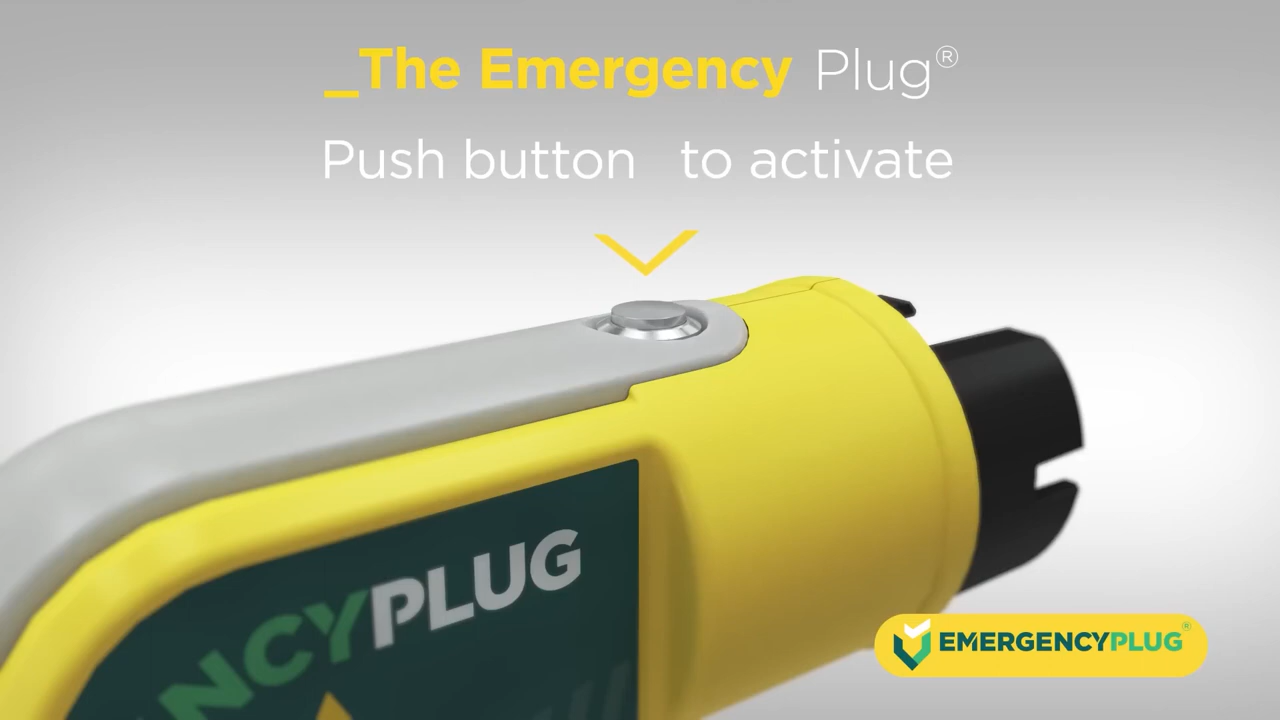 _The Emergency Plug®
Push button to activate
NCYPLUG
EMERGENCYPLUG®